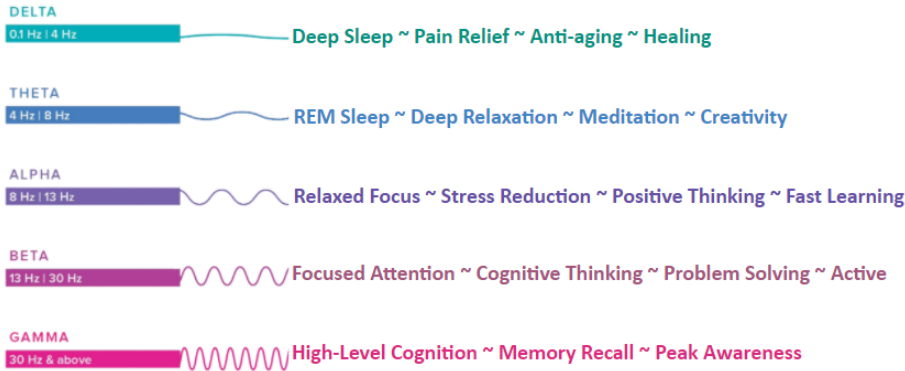 DELTA
0.1 Hz | 4 Hz
Deep Sleep ~ Pain Relief ~ Anti-aging ~ Healing
THETA
4 Hz | 8 Hz
REM Sleep ~ Deep Relaxation ~ Meditation ~ Creativity
ALPHA
8 Hz | 13 Hz
Relaxed Focus ~ Stress Reduction ~ Positive Thinking ~ Fast Learning
BETA
13 Hz | 30 Hz
Focused Attention ~ Cognitive Thinking ~ Problem Solving ~ Active
GAMMA
30 Hz & above
High-Level Cognition ~ Memory Recall ~ Peak Awareness